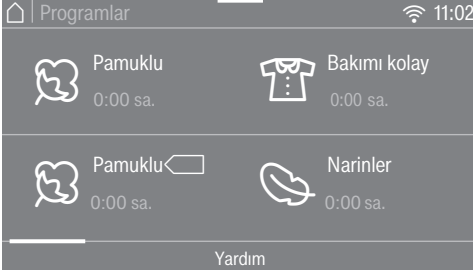 Programlar 11:02
Pamuklu
0:00 sa.
Bakımı kolay
0:00 sa.
Pamuklu
0:00 sa.
Narinler
0:00 sa.
Yardım